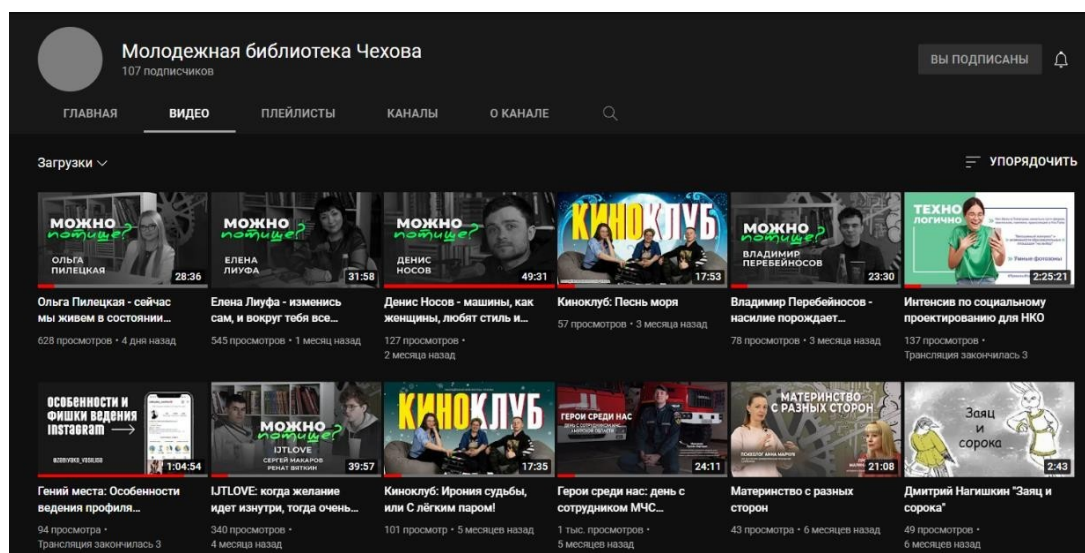 Молодежная библиотека Чехова
107 подписчиков
ВЫ ПОДПИСАНЫ
ГЛАВНАЯ ВИДЕО ПЛЕЙЛИСТЫ КАНАЛЫ О КАНАЛЕ
Загрузки
УПОРЯДОЧИТЬ
МОЖНО
потише?
ОЛЬГА
ПИЛЕЦКАЯ
28:36
МОЖНО
потише?
ЕЛЕНА
ЛИУФА
31:58
МОЖНО
потише?
ДЕНИС
НОСОВ
49:31
КИНОКЛУБ
17:53
МОЖНО
потише?
ВЛАДИМИР
ПЕРЕБЕЙНОСОВ
23:30
ТЕХНО
ЛОГИЧНО
Умные фотозоны
2:25:21
Ольга Пилецкая - сейчас
мы живем в состоянии...
628 просмотров • 4 дня назад
Елена Лиуфа - изменись
сам, и вокруг тебя все...
545 просмотров • 1 месяц назад
Денис Носов - машины, как
женщины, любят стиль и...
127 просмотров •
2 месяца назад
Киноклуб: Песнь моря
57 просмотров • 3 месяца назад
Владимир Перебейносов -
насилие порождает...
78 просмотров • 3 месяца назад
Интенсив по социальному
проектированию для НКО
137 просмотров •
Трансляция закончилась 3
ОСОБЕННОСТИ И
ФИШКИ ВЕДЕНИЯ
INSTAGRAM
1:04:54
МОЖНО
потише?
IJTLOVE
СЕРГЕЙ МАКАРОВ
РЕНАТ ВЯТКИН
39:57
КИНОКЛУБ
17:35
ГЕРОИ СРЕДИ НАС
24:11
МАТЕРИНСТВО
С РАЗНЫХ СТОРОН
21:08
Заяц
и
сорока
2:43
Гений места: Особенности
ведения профиля...
94 просмотра •
Трансляция закончилась 3
IJTLOVE: когда желание
идет изнутри, тогда очень...
340 просмотров •
4 месяца назад
Киноклуб: Ирония судьбы,
или С лёгким паром!
101 просмотр • 5 месяцев назад
Герои среди нас: день с
сотрудником МЧС...
1 тыс. просмотров •
5 месяцев назад
Материнство с разных
сторон
43 просмотра • 6 месяцев назад
Дмитрий Нагишкин "Заяц и
сорока"
49 просмотров •
6 месяцев назад